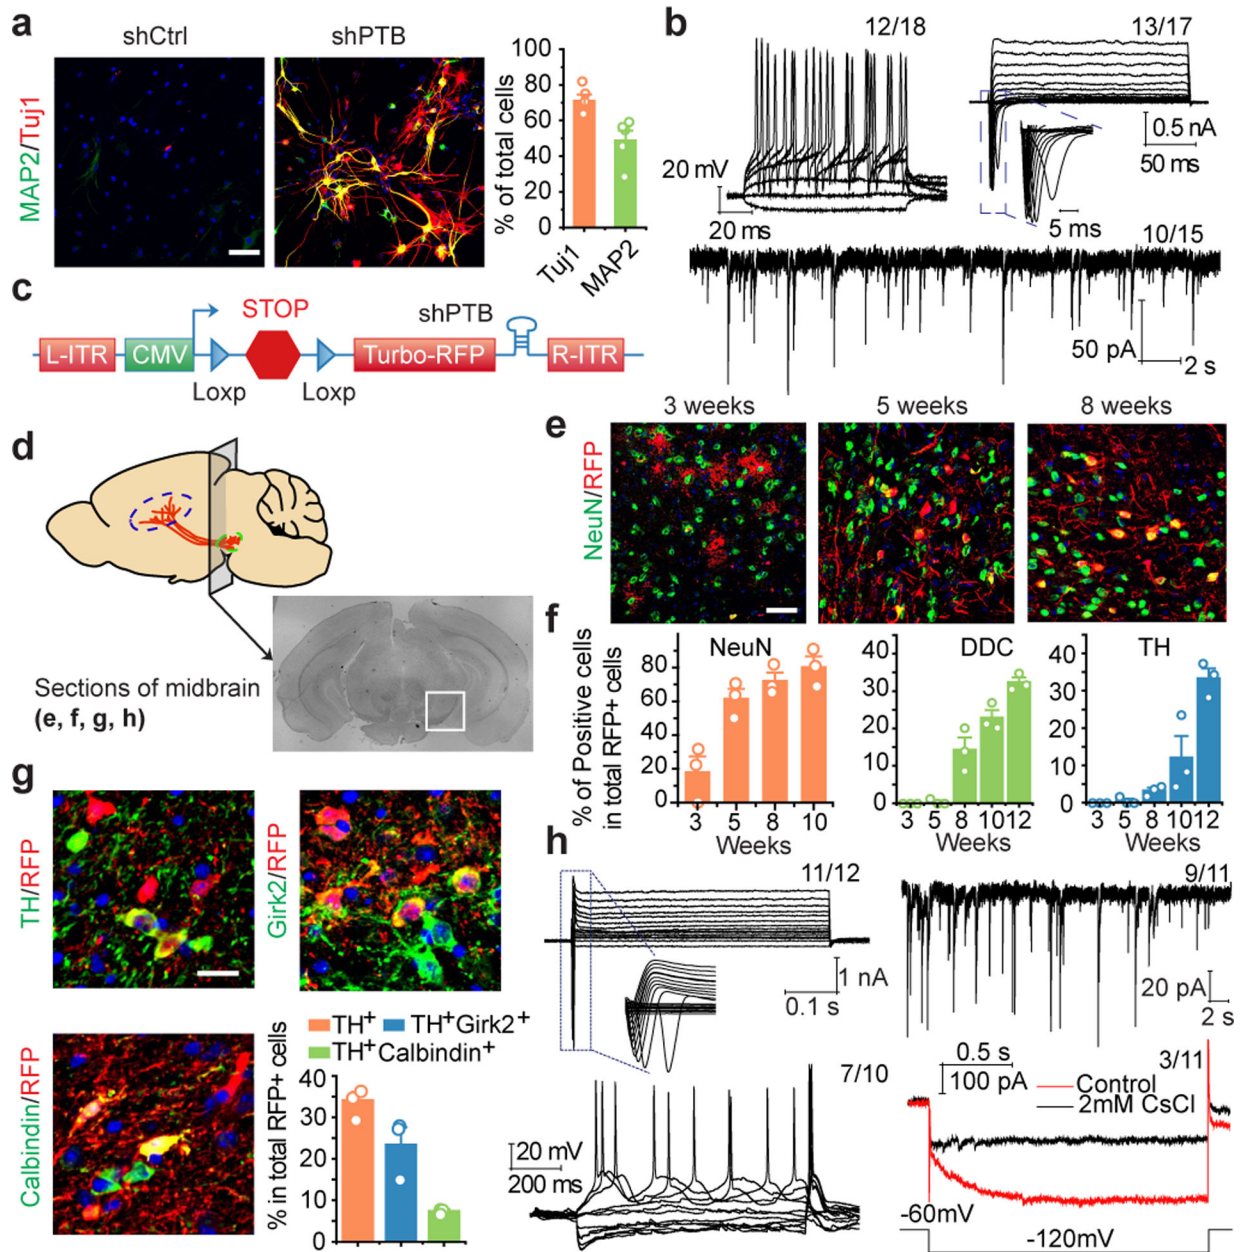 a
shCtrl
shPTB
MAP2/Tuj1
% of total cells
100
80
60
40
20
0
Tuj1
MAP2
b
12/18
20 mV
20 ms
13/17
0.5 nA
50 ms
5 ms
10/15
50 pA
2 s
c
L-ITR
CMV
STOP
shPTB
Turbo-RFP
R-ITR
Loxp
Loxp
d
Sections of midbrain
(e, f, g, h)
e
3 weeks
5 weeks
8 weeks
NeuN/RFP
f
% of Positive cells
in total RFP+ cells
NeuN
80
60
40
20
0
3 5 8 10
Weeks
DDC
40
30
20
10
0
3 5 8 10 12
Weeks
TH
40
30
20
10
0
3 5 8 10 12
Weeks
g
TH/RFP
Girk2/RFP
Calbindin/RFP
TH+ TH+Girk2+
TH+Calbindin+
% in total RFP+ cells
40
30
20
10
0
h
11/12
1 nA
0.1 s
9/11
20 pA
2 s
7/10
20 mV
200 ms
0.5 s
100 pA
3/11
Control
2mM CsCl
-60mV
-120mV